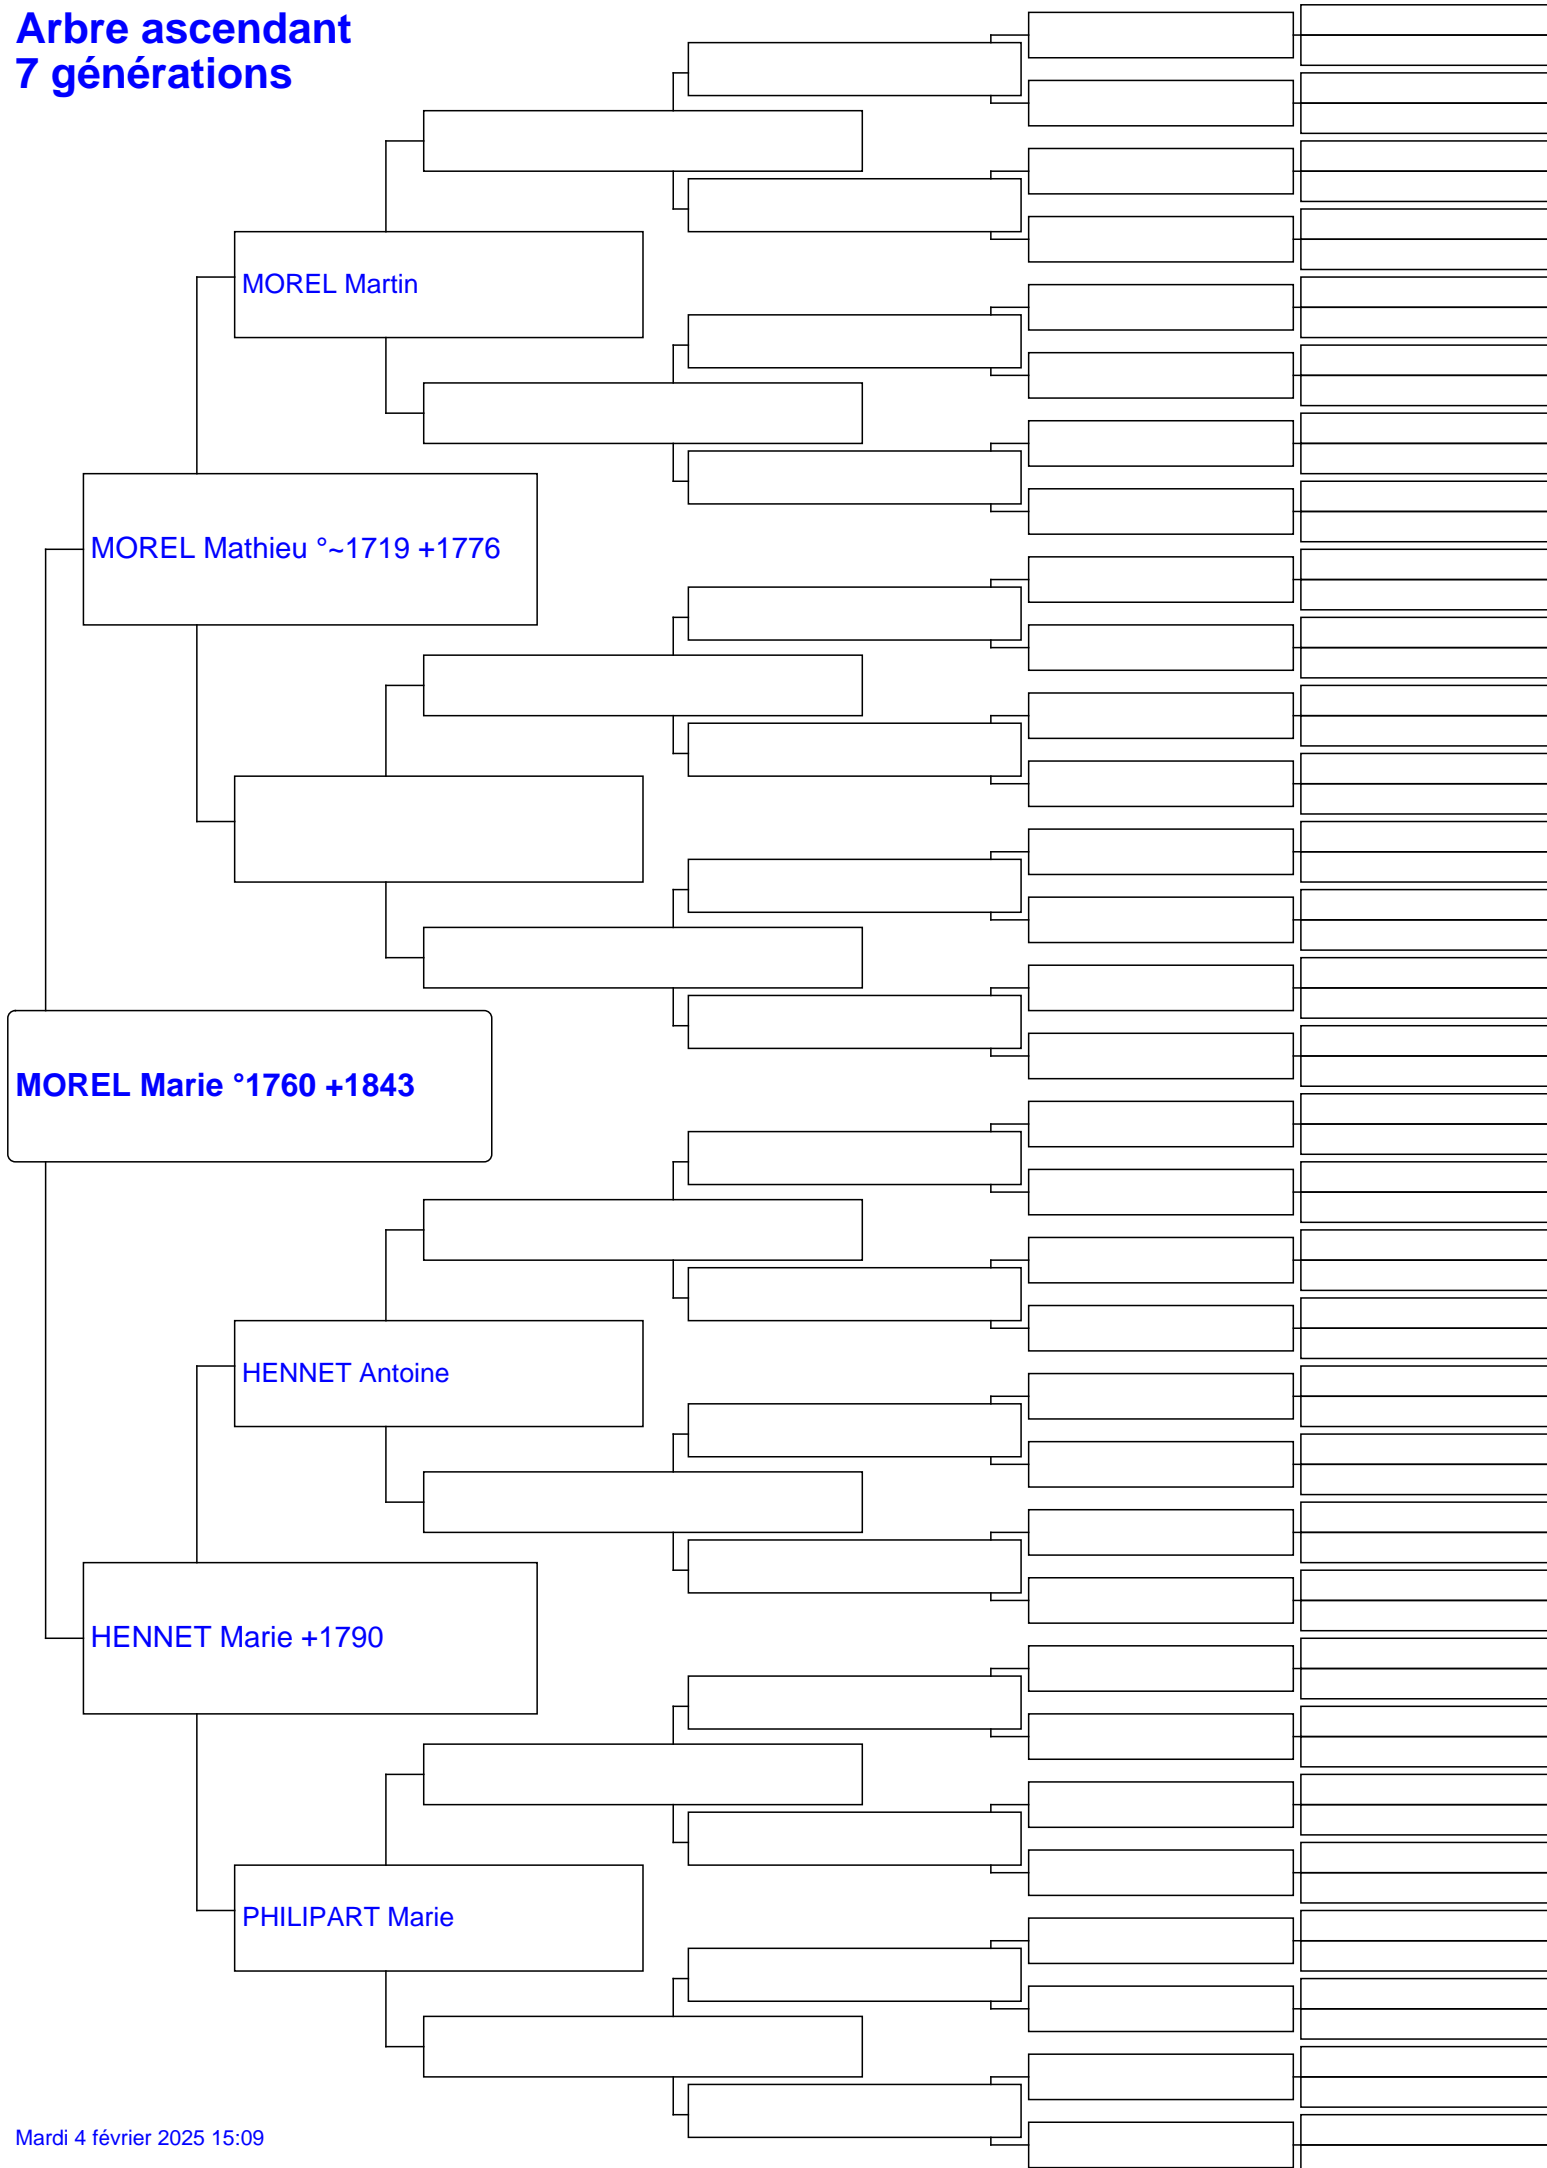 Arbre ascendant
7 générations
MOREL Martin
MOREL Mathieu °~1719 +1776
MOREL Marie °1760 +1843
HENNET Antoine
HENNET Marie +1790
PHILIPART Marie
Mardi 4 février 2025 15:09